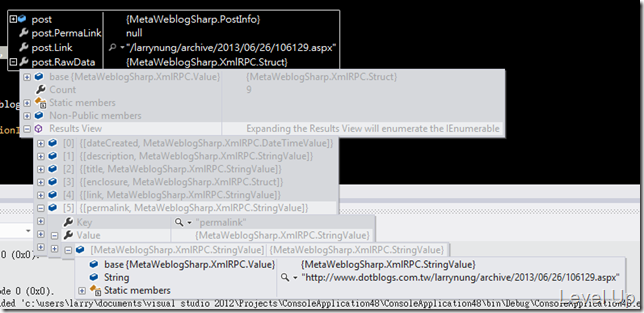 post {MetaWeblogSharp.PostInfo}
post.PermaLink null
post.Link "/larrynung/archive/2013/06/26/106129.aspx"
post.RawData {MetaWeblogSharp.XmlRPC.Struct}
base {MetaWeblogSharp.XmlRPC.Value} {MetaWeblogSharp.XmlRPC.Struct}
Count 9
Static members
Non-Public members
Results View Expanding the Results View will enumerate the IEnumerable
[0] {[dateCreated, MetaWeblogSharp.XmlRPC.DateTimeValue]}
[1] {[description, MetaWeblogSharp.XmlRPC.StringValue]}
[2] {[title, MetaWeblogSharp.XmlRPC.StringValue]}
[3] {[enclosure, MetaWeblogSharp.XmlRPC.Struct]}
[4] {[link, MetaWeblogSharp.XmlRPC.StringValue]}
[5] {[permalink, MetaWeblogSharp.XmlRPC.StringValue]}
Key "permalink"
Value {MetaWeblogSharp.XmlRPC.StringValue}
[MetaWeblogSharp.XmlRPC.StringValue] {MetaWeblogSharp.XmlRPC.StringValue}
base {MetaWeblogSharp.XmlRPC.Value} {MetaWeblogSharp.XmlRPC.StringValue}
0 (0x0).
String "http://www.dotblogs.com.tw/larrynung/archive/2013/06/26/106129.aspx"
Static members
ode 0 (0x0).
Level Up
ded 'c:\users\larry\documents\visual studio 2012\Projects\ConsoleApplication48\ConsoleApplication48\bin\Debug\ConsoleApplication48.e